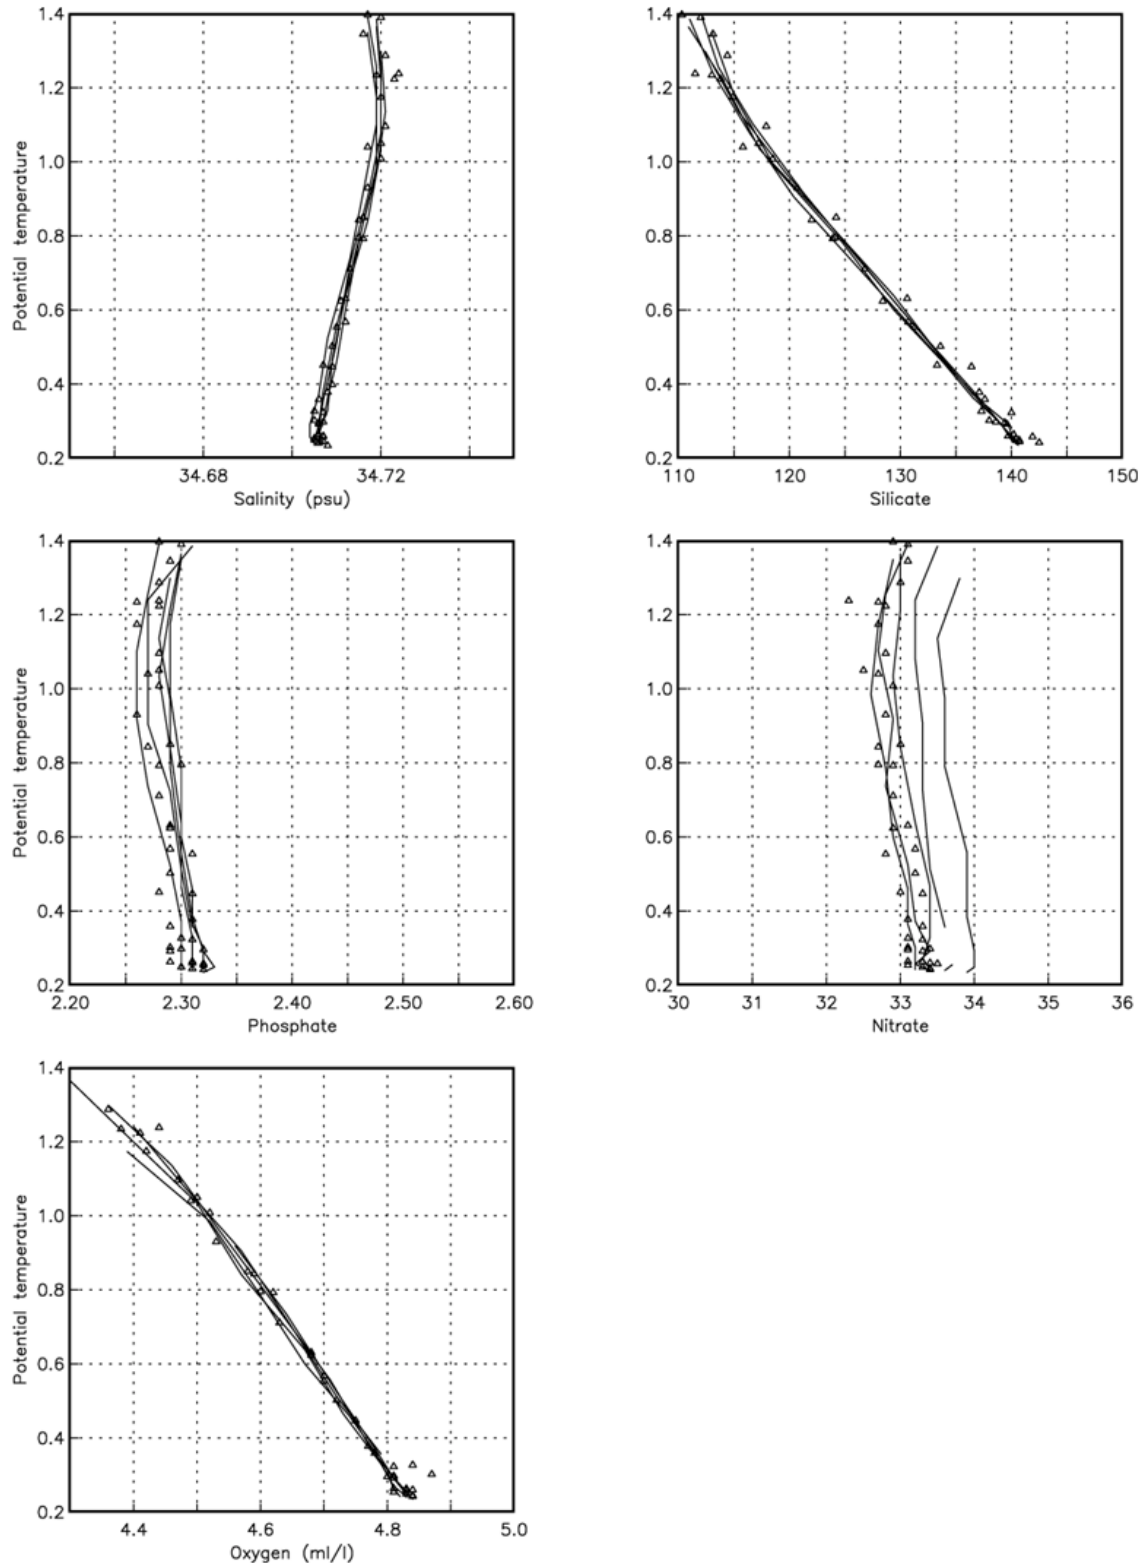 1.4 1.4
1.2 1.2
1.0 1.0
0.8 0.8
0.6 0.6
0.4 0.4
0.2 0.2
Potential temperature Potential temperature
34.68 34.72 110 120 130 140 150
Salinity (psu) Silicate
1.4 1.4
1.2 1.2
1.0 1.0
0.8 0.8
0.6 0.6
0.4 0.4
0.2 0.2
Potential temperature Potential temperature
2.20 2.30 2.40 2.50 2.60 30 31 32 33 34 35 36
Phosphate Nitrate
1.4
1.2
1.0
0.8
0.6
0.4
0.2
Potential temperature
4.4 4.6 4.8 5.0
Oxygen (ml/l)